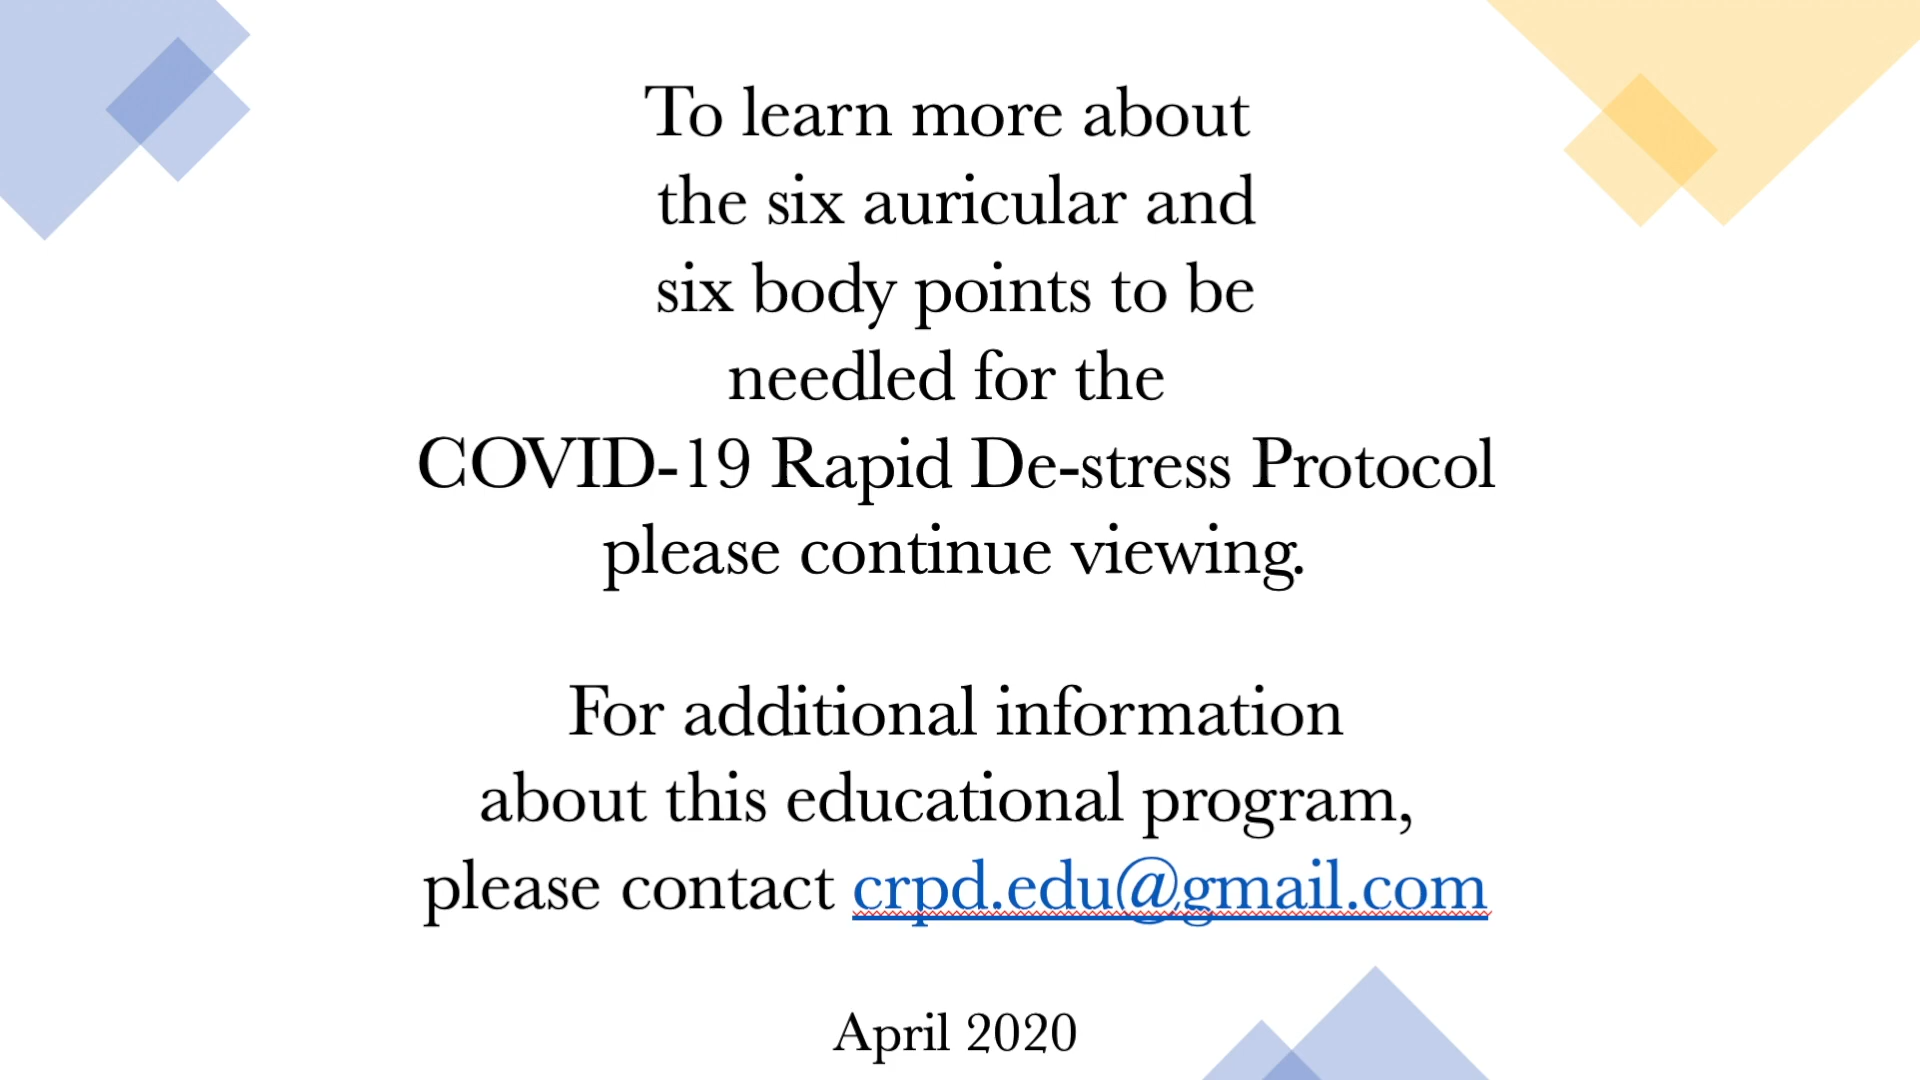 To learn more about
the six auricular and
six body points to be
needled for the
COVID-19 Rapid De-stress Protocol
please continue viewing.
For additional information
about this educational program,
please contact crpd.edu@gmail.com
April 2020